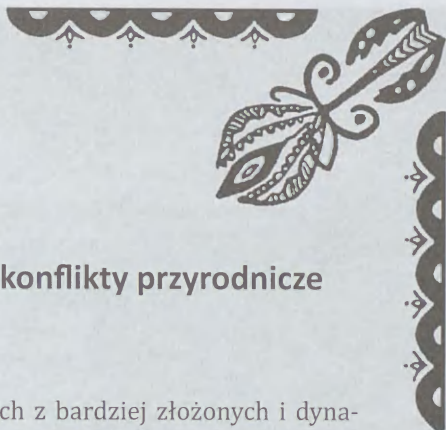 konflikty przyrodnicze
ch z bardziej złożonych i dyna-